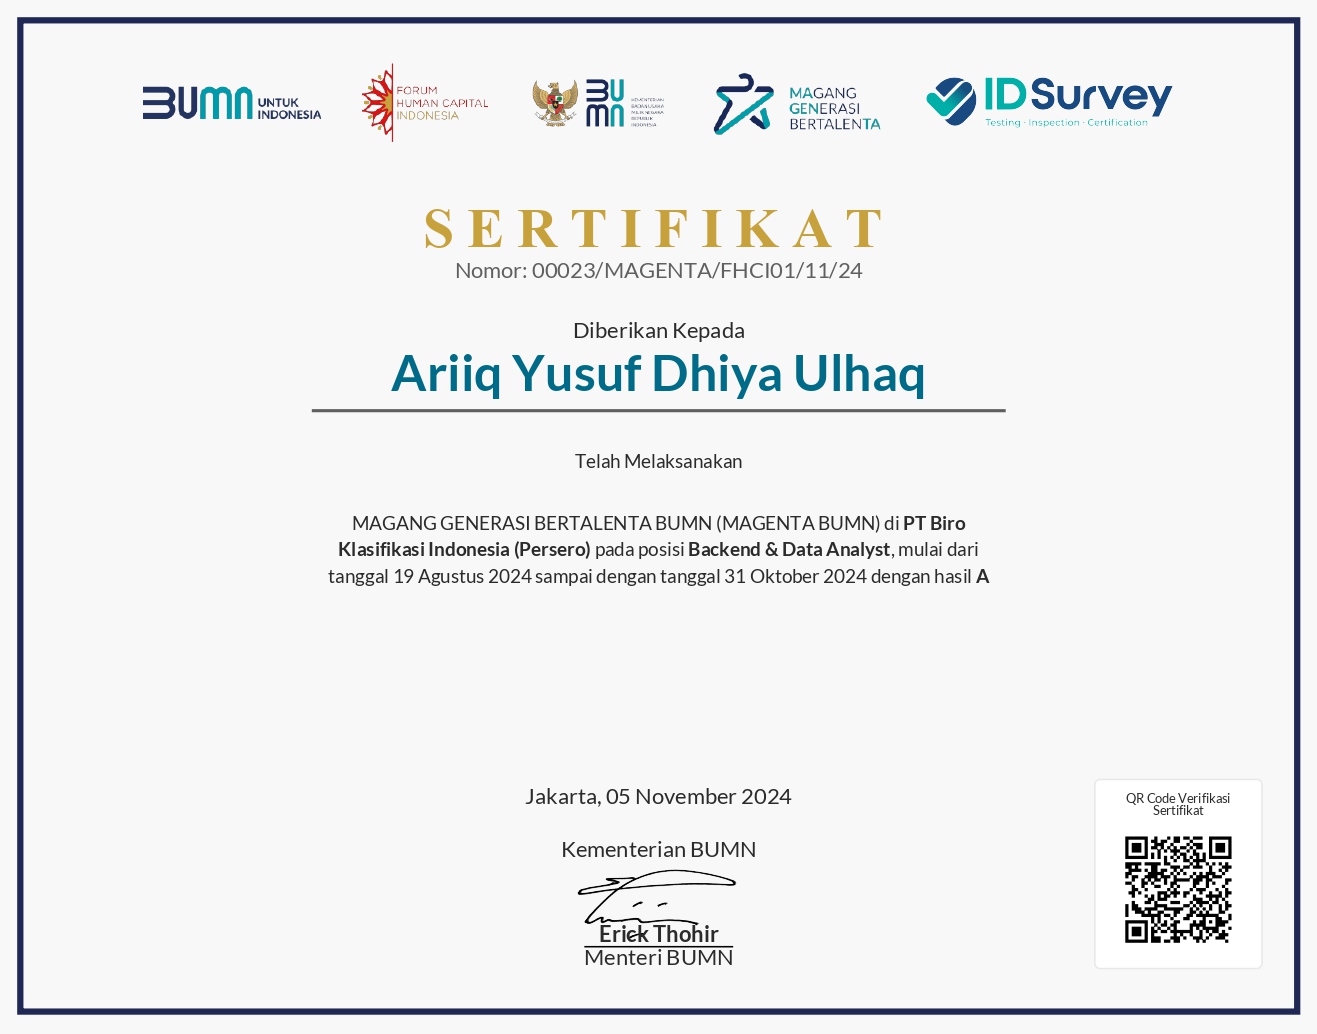 BUMN UNTUK INDONESIA
FORUM HUMAN CAPITAL INDONESIA
BUMN KEMENTERIAN BADAN USAHA MILIK NEGARA REPUBLIK INDONESIA
MAGANG GENERASI BERTALENTA
IDSurvey
Testing · Inspection · Certification
SERTIFIKAT
Nomor: 00023/MAGENTA/FHCI01/11/24
Diberikan Kepada
Ariiq Yusuf Dhiya Ulhaq
Telah Melaksanakan
MAGANG GENERASI BERTALENTA BUMN (MAGENTA BUMN) di PT Biro
Klasifikasi Indonesia (Persero) pada posisi Backend & Data Analyst, mulai dari
tanggal 19 Agustus 2024 sampai dengan tanggal 31 Oktober 2024 dengan hasil A
Jakarta, 05 November 2024
Kementerian BUMN
Erick Thohir
Menteri BUMN
QR Code Verifikasi
Sertifikat